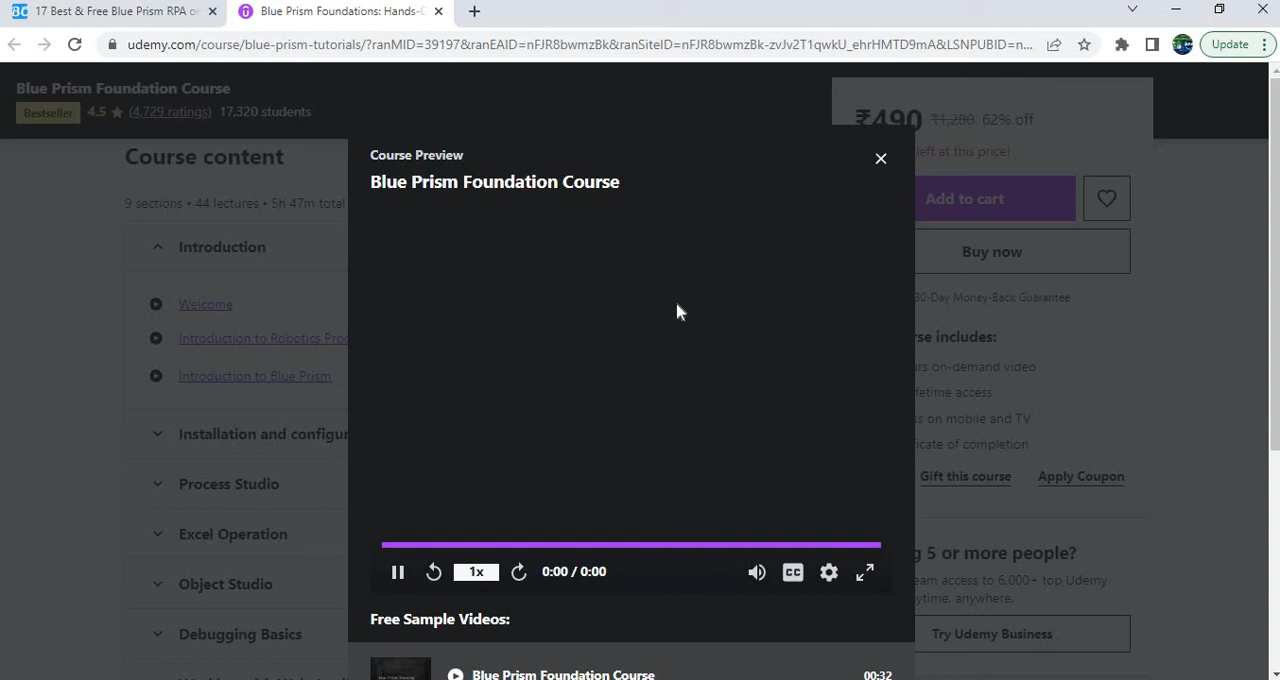 17 Best & Free Blue Prism RPA o
Blue Prism Foundations: Hands-
udemy.com/course/blue-prism-tutorials/?ranMID=39197&ranEAID=nFJR8bwmzBk&ranSiteID=nFJR8bwmzBk-zvJv2T1qwkU_ehrHMTD9mA&LSNPUBID=n...
Update
Blue Prism Foundation Course
Bestseller 4.5 (4,729 ratings) 17,320 students
₹490 ₹1,280 62% off
left at this price!
Course content
9 sections • 44 lectures • 5h 47m total
Course Preview
Blue Prism Foundation Course
Add to cart
Buy now
30-Day Money-Back Guarantee
Introduction
Welcome
Introduction to Robotics Proc
Introduction to Blue Prism
Installation and configur
Process Studio
Excel Operation
Object Studio
Debugging Basics
rse includes:
urs on-demand video
fetime access
ss on mobile and TV
icate of completion
Gift this course Apply Coupon
g 5 or more people?
eam access to 6,000+ top Udemy
ytime, anywhere.
Try Udemy Business
1x 0:00 / 0:00 CC
Free Sample Videos:
Blue Prism Foundation Course 00:32